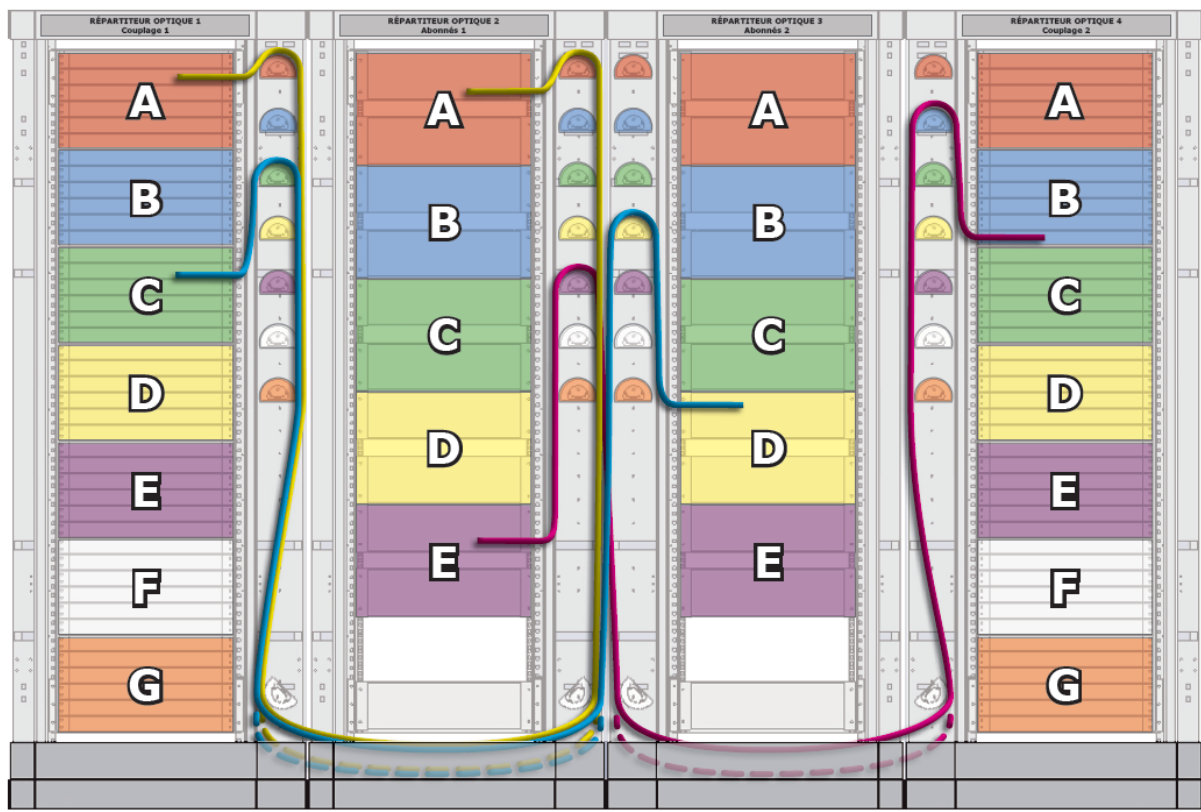 RÉPARTITEUR OPTIQUE 1
Couplage 1
RÉPARTITEUR OPTIQUE 2
Abonnés 1
RÉPARTITEUR OPTIQUE 3
Abonnés 2
RÉPARTITEUR OPTIQUE 4
Couplage 2
A
B
C
D
E
F
G
A
B
C
D
E
A
B
C
D
E
A
B
C
D
E
F
G